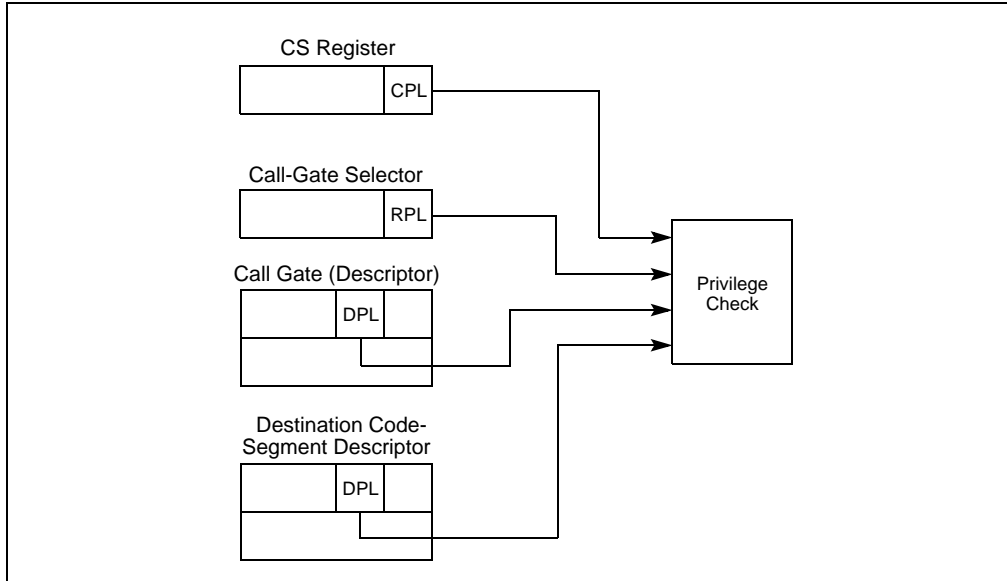 CS Register
CPL
Call-Gate Selector
RPL
Call Gate (Descriptor)
DPL
Privilege
Check
Destination Code-
Segment Descriptor
DPL